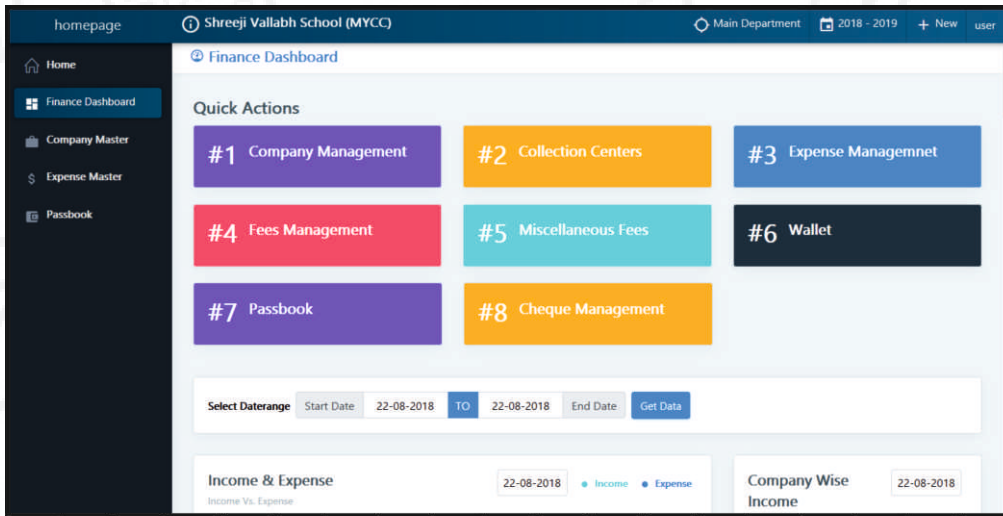 homepage
Shreeji Vallabh School (MYCC)
Main Department
2018 - 2019
+ New
user
Home
Finance Dashboard
Company Master
$ Expense Master
Passbook
Finance Dashboard
Quick Actions
#1 Company Management
#2 Collection Centers
#3 Expense Managemnet
#4 Fees Management
#5 Miscellaneous Fees
#6 Wallet
#7 Passbook
#8 Cheque Management
Select Daterange Start Date 22-08-2018 TO 22-08-2018 End Date Get Data
Income & Expense
Income Vs. Expense
22-08-2018 Income Expense
Company Wise
Income
22-08-2018